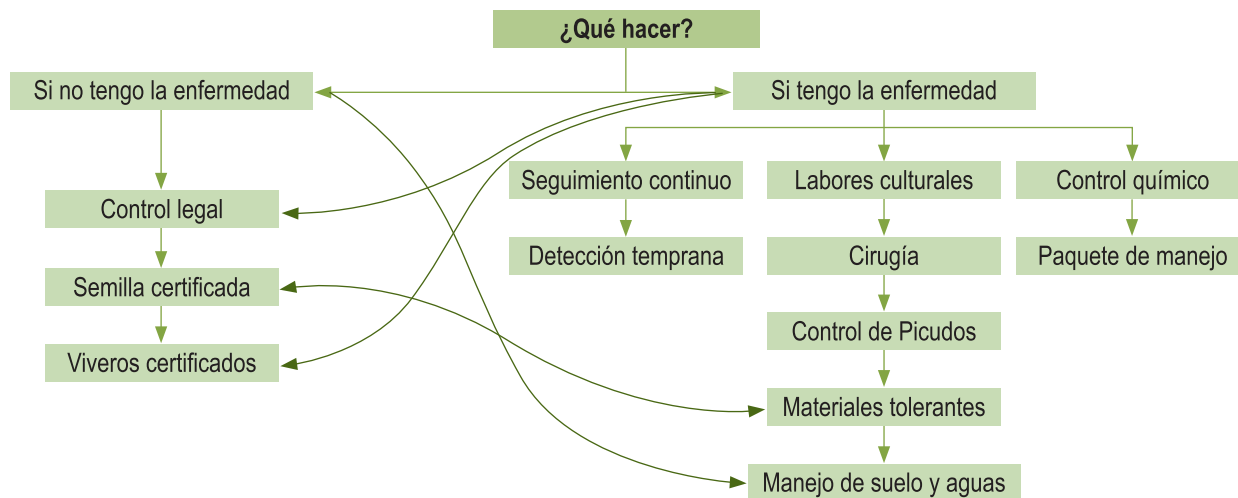 ¿Qué hacer?
Si no tengo la enfermedad
Si tengo la enfermedad
Control legal
Semilla certificada
Viveros certificados
Seguimiento continuo
Detección temprana
Labores culturales
Cirugía
Control de Picudos
Materiales tolerantes
Manejo de suelo y aguas
Control químico
Paquete de manejo